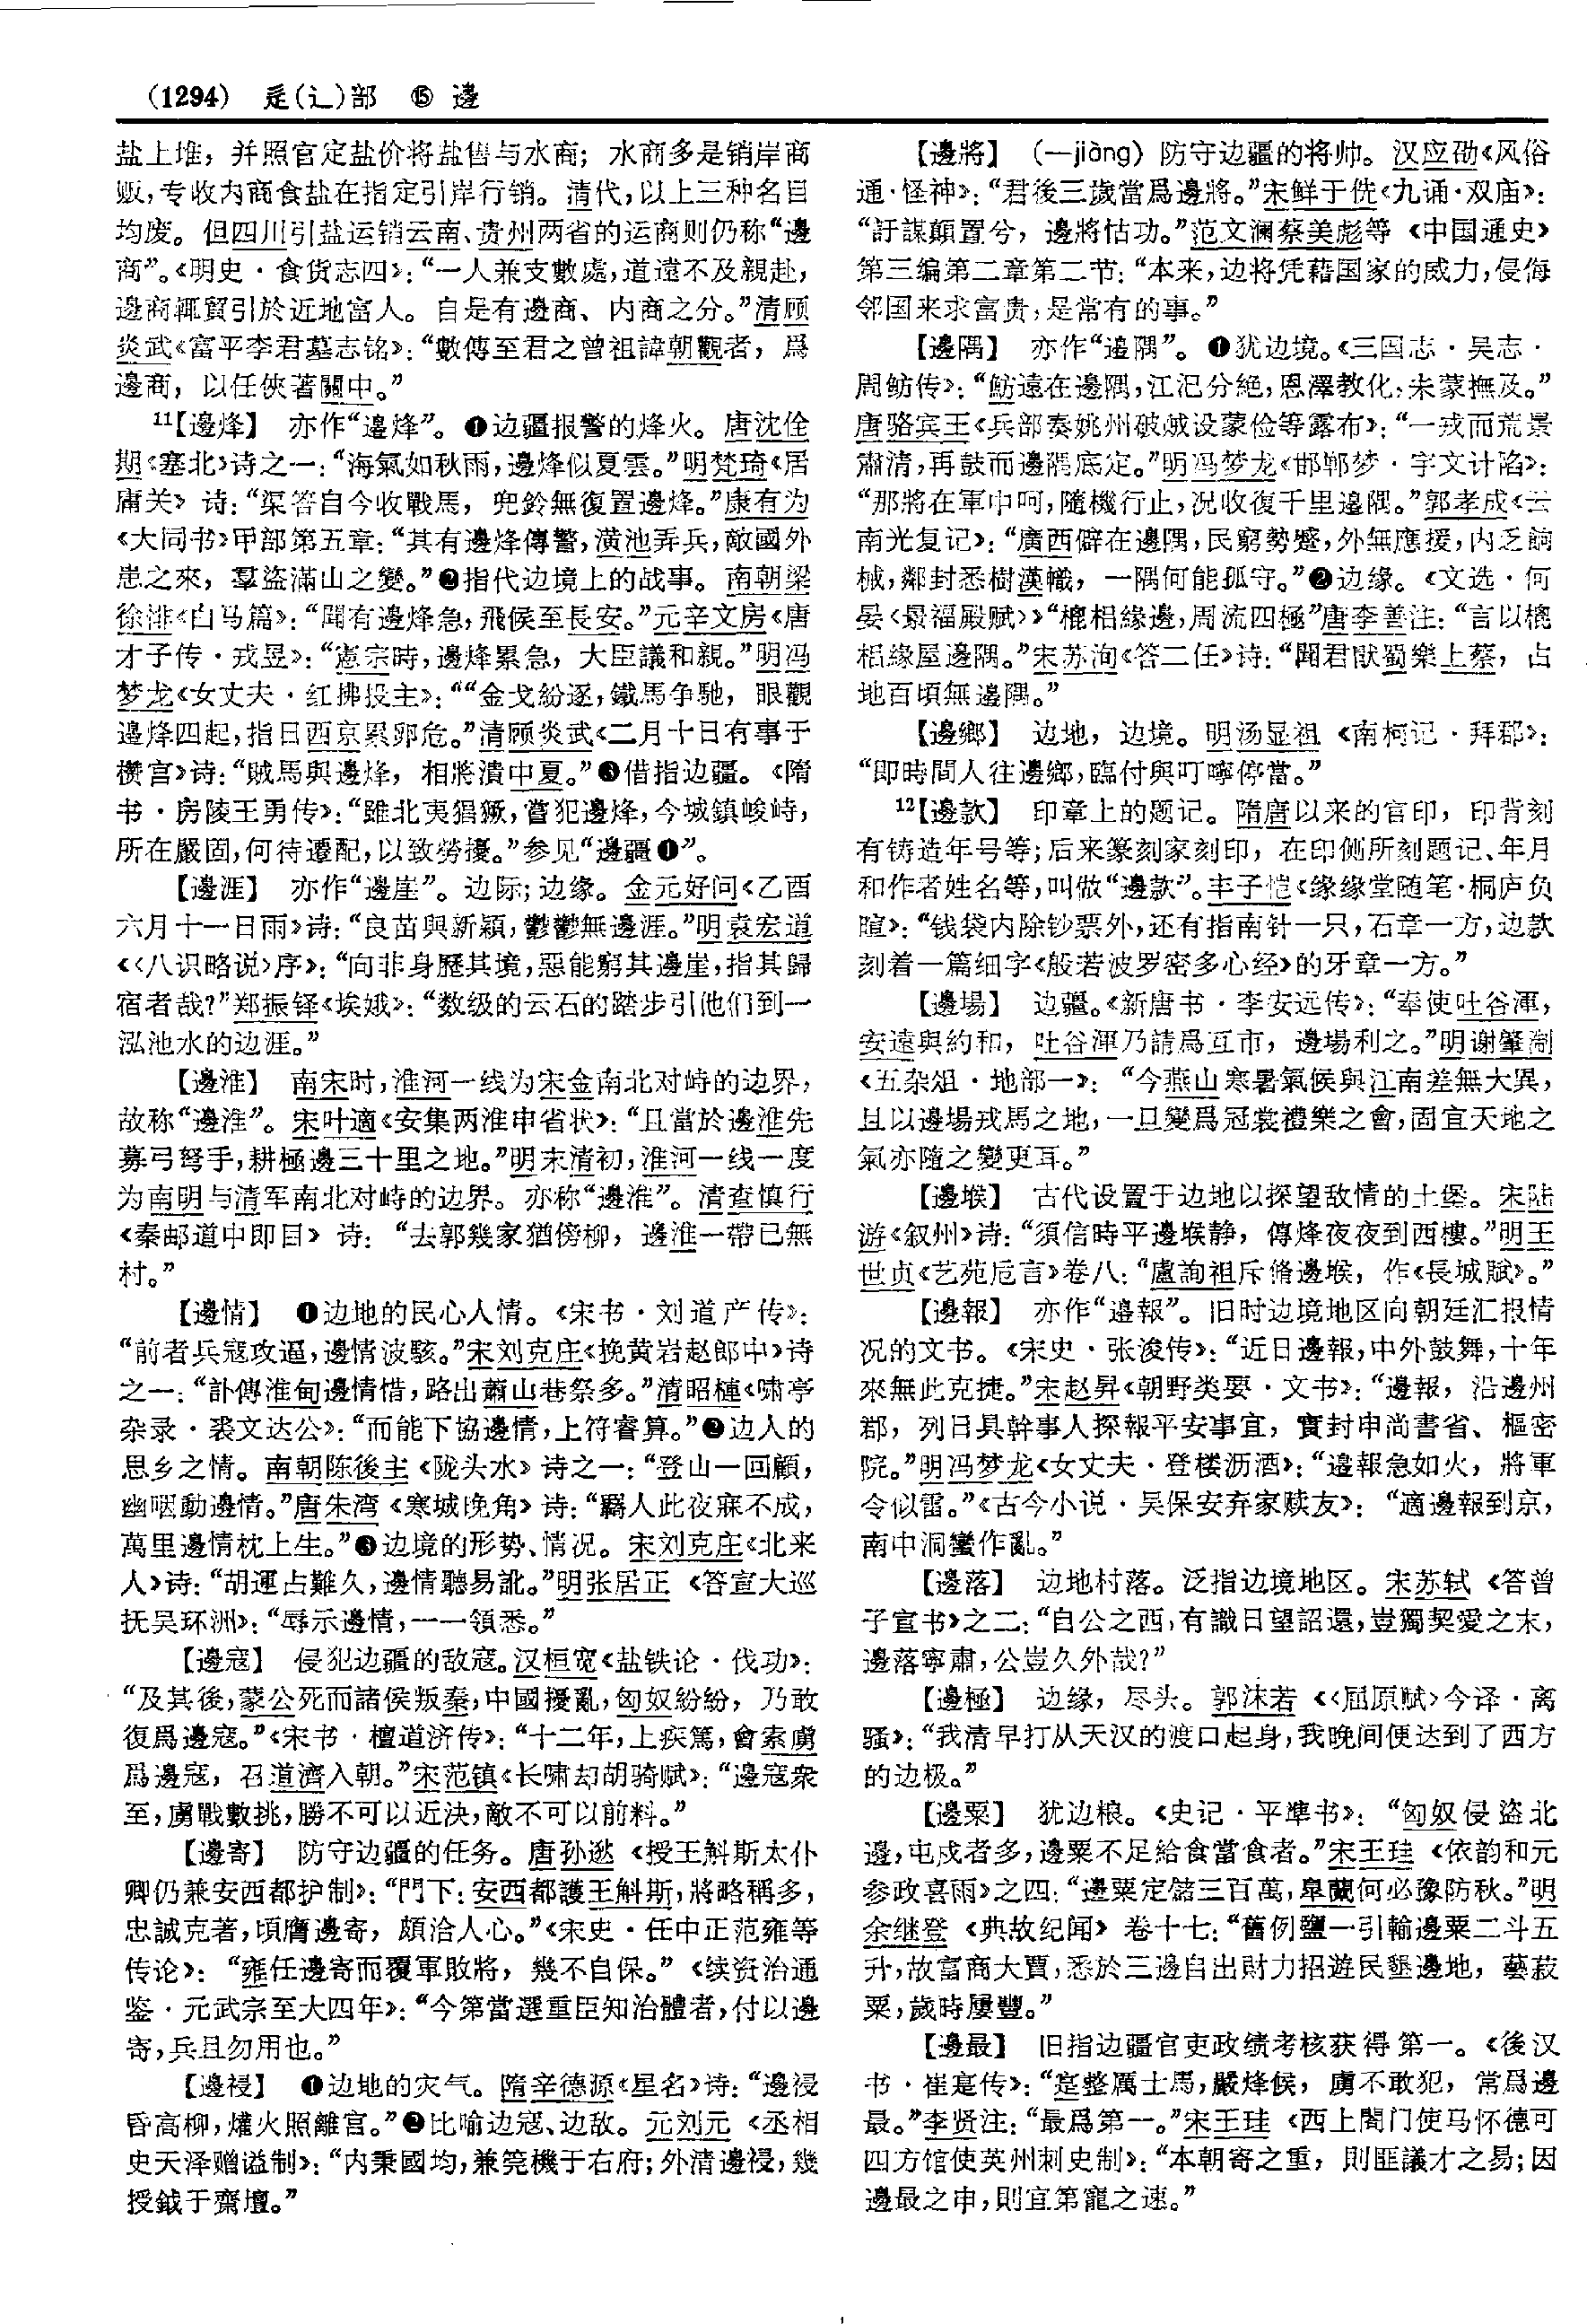 (1294) 辵(辶)部 ⑮ 邊
盐上堆，并照官定盐价将盐售与水商；水商多是销岸商
贩，专收内商食盐在指定引岸行销。清代，以上三种名目
均废。但四川引盐运销云南、贵州两省的运商则仍称“邊
商”。《明史·食货志四》：“一人兼支數處，道遠不及親赴，
邊商輒貿引於近地富人。自是有邊商、内商之分。”清顾
炎武《富平李君墓志铭》：“數傳至君之曾祖諱朝觀者，爲
邊商，以任俠著關中。”
11【邊烽】 亦作“邉烽”。❶边疆报警的烽火。唐沈佺
期《塞北》诗之一：“海氣如秋雨，邊烽似夏雲。”明梵琦《居
庸关》诗：“渠答自今收戰馬，兜鈴無復置邊烽。”康有为
《大同书》甲部第五章：“其有邊烽傳警，潢池弄兵，敵國外
患之來，羣盜滿山之變。”❷指代边境上的战事。南朝梁
徐悱《白马篇》：“聞有邊烽急，飛候至長安。”元辛文房《唐
才子传·戎昱》：“憲宗時，邊烽累急，大臣議和親。”明冯
梦龙《女丈夫·红拂投主》：““金戈紛逐，鐵馬争馳，眼觀
邉烽四起，指日西京累卵危。”清顾炎武《二月十日有事于
欑宫》诗：“賊馬與邊烽，相將潰中夏。”❸借指边疆。《隋
书·房陵王勇传》：“雖北夷猖獗，嘗犯邊烽，今城鎮峻峙，
所在嚴固，何待遷配，以致勞擾。”参见“邊疆❶”。
【邊涯】 亦作“邊崖”。边际；边缘。金元好问《乙酉
六月十一日雨》诗：“良苗與新穎，鬱鬱無邊涯。”明袁宏道
《〈八识略说〉序》：“向非身歷其境，惡能窮其邊崖，指其歸
宿者哉？”郑振铎《埃娥》：“数级的云石的踏步引他们到一
泓池水的边涯。”
【邊淮】 南宋时，淮河一线为宋金南北对峙的边界，
故称“邊淮”。宋叶適《安集两淮申省状》：“且當於邊淮先
募弓弩手，耕極邊三十里之地。”明末清初，淮河一线一度
为南明与清军南北对峙的边界。亦称“邊淮”。清查慎行
《秦邮道中即目》诗：“去郭幾家猶傍柳，邊淮一帶已無
村。”
【邊情】 ❶边地的民心人情。《宋书·刘道产传》：
“前者兵寇攻逼，邊情波駭。”宋刘克庄《挽黄岩赵郎中》诗
之一：“訃傳淮甸邊情惜，路出蕭山巷祭多。”清昭槤《啸亭
杂录·裘文达公》：“而能下協邊情，上符睿算。”❷边人的
思乡之情。南朝陈後主《陇头水》诗之一：“登山一回顧，
幽咽動邊情。”唐朱湾《寒城晚角》诗：“羈人此夜寐不成，
萬里邊情枕上生。”❸边境的形势、情况。宋刘克庄《北来
人》诗：“胡運占難久，邊情聽易訛。”明张居正《答宣大巡
抚吴环洲》：“辱示邊情，一一領悉。”
【邊寇】 侵犯边疆的敌寇。汉桓宽《盐铁论·伐功》：
“及其後，蒙公死而諸侯叛秦，中國擾亂，匈奴紛紛，乃敢
復爲邊寇。”《宋书·檀道济传》：“十二年，上疾篤，會索虜
爲邊寇，召道濟入朝。”宋范镇《长啸却胡骑赋》：“邊寇衆
至，虜戰數挑，勝不可以近決，敵不可以前料。”
【邊寄】 防守边疆的任务。唐孙逖《授王斛斯太仆
卿仍兼安西都护制》：“門下：安西都護王斛斯，將略稱多，
忠誠克著，頃膺邊寄，頗洽人心。”《宋史·任中正范雍等
传论》：“雍任邊寄而覆軍敗將，幾不自保。”《续资治通
鉴·元武宗至大四年》：“今第當選重臣知治體者，付以邊
寄，兵且勿用也。”
【邊祲】 ❶边地的灾气。隋辛德源《星名》诗：“邊祲
昏高柳，爟火照離宫。”❷比喻边寇、边敌。元刘元《丞相
史天泽赠谥制》：“内秉國均，兼筦機于右府；外清邊祲，幾
授鉞于齋壇。”
【邊將】 （—jiàng）防守边疆的将帅。汉应劭《风俗
通·怪神》：“君後三歲當爲邊將。”宋鲜于侁《九诵·双庙》：
“訏謀顛置兮，邊將怙功。”范文澜蔡美彪等《中国通史》
第三编第二章第二节：“本来，边将凭藉国家的威力，侵侮
邻国来求富贵，是常有的事。”
【邊隅】 亦作“邉隅”。❶犹边境。《三国志·吴志·
周鲂传》：“魴遠在邊隅，江汜分絶，恩澤教化，未蒙撫及。”
唐骆宾王《兵部奏姚州破贼设蒙俭等露布》：“一戎而荒景
肅清，再鼓而邊隅底定。”明冯梦龙《邯郸梦·宇文计陷》：
“那將在軍中呵，隨機行止，况收復千里邉隅。”郭孝成《云
南光复记》：“廣西僻在邊隅，民窮勢蹙，外無應援，内乏餉
械，鄰封悉樹漢幟，一隅何能孤守。”❷边缘。《文选·何
晏〈景福殿赋〉》“槐梠緣邊，周流四極”唐李善注：“言以槐
梠緣屋邊隅。”宋苏洵《答二任》诗：“聞君厭蜀樂上蔡，占
地百頃無邉隅。”
【邊鄉】 边地，边境。明汤显祖《南柯记·拜郡》：
“即時間人往邊鄉，臨付與叮嚀停當。”
12【邊款】 印章上的题记。隋唐以来的官印，印背刻
有铸造年号等；后来篆刻家刻印，在印侧所刻题记、年月
和作者姓名等，叫做“邊款”。丰子恺《缘缘堂随笔·桐庐负
暄》：“钱袋内除钞票外，还有指南针一只，石章一方，边款
刻着一篇细字《般若波罗密多心经》的牙章一方。”
【邊場】 边疆。《新唐书·李安远传》：“奉使吐谷渾，
安遠與約和，吐谷渾乃請爲互市，邊場利之。”明谢肇淛
《五杂俎·地部一》：“今燕山寒暑氣候與江南差無大異，
且以邊場戎馬之地，一旦變爲冠裳禮樂之會，固宜天地之
氣亦隨之變更耳。”
【邊堠】 古代设置于边地以探望敌情的土堡。宋陆
游《叙州》诗：“須信時平邊堠静，傳烽夜夜到西樓。”明王
世贞《艺苑卮言》卷八：“盧詢祖斥脩邊堠，作《長城賦》。”
【邊報】 亦作“邉報”。旧时边境地区向朝廷汇报情
况的文书。《宋史·张浚传》：“近日邊報，中外鼓舞，十年
來無此克捷。”宋赵昇《朝野类要·文书》：“邊報，沿邊州
郡，列日具幹事人探報平安事宜，實封申尚書省、樞密
院。”明冯梦龙《女丈夫·登楼沥酒》：“邉報急如火，將軍
令似雷。”《古今小说·吴保安弃家赎友》：“適邊報到京，
南中洞蠻作亂。”
【邊落】 边地村落。泛指边境地区。宋苏轼《答曾
子宣书》之二：“自公之西，有識日望詔還，豈獨契愛之末，
邊落寧肅，公豈久外哉？”
【邊極】 边缘，尽头。郭沫若《〈屈原赋〉今译·离
骚》：“我清早打从天汉的渡口起身，我晚间便达到了西方
的边极。”
【邊粟】 犹边粮。《史记·平準书》：“匈奴侵盜北
邊，屯戍者多，邊粟不足給食當食者。”宋王珪《依韵和元
参政喜雨》之四：“邊粟定儲三百萬，臯蘭何必豫防秋。”明
余继登《典故纪闻》卷十七：“舊例鹽一引輸邊粟二斗五
升，故富商大賈，悉於三邊自出財力招遊民墾邊地，藝菽
粟，歲時屢豐。”
【邊最】 旧指边疆官吏政绩考核获得第一。《後汉
书·崔寔传》：“寔整厲士馬，嚴烽候，虜不敢犯，常爲邊
最。”李贤注：“最爲第一。”宋王珪《西上閤门使马怀德可
四方馆使英州刺史制》：“本朝寄之重，則匪議才之易；因
邊最之申，則宜第寵之速。”